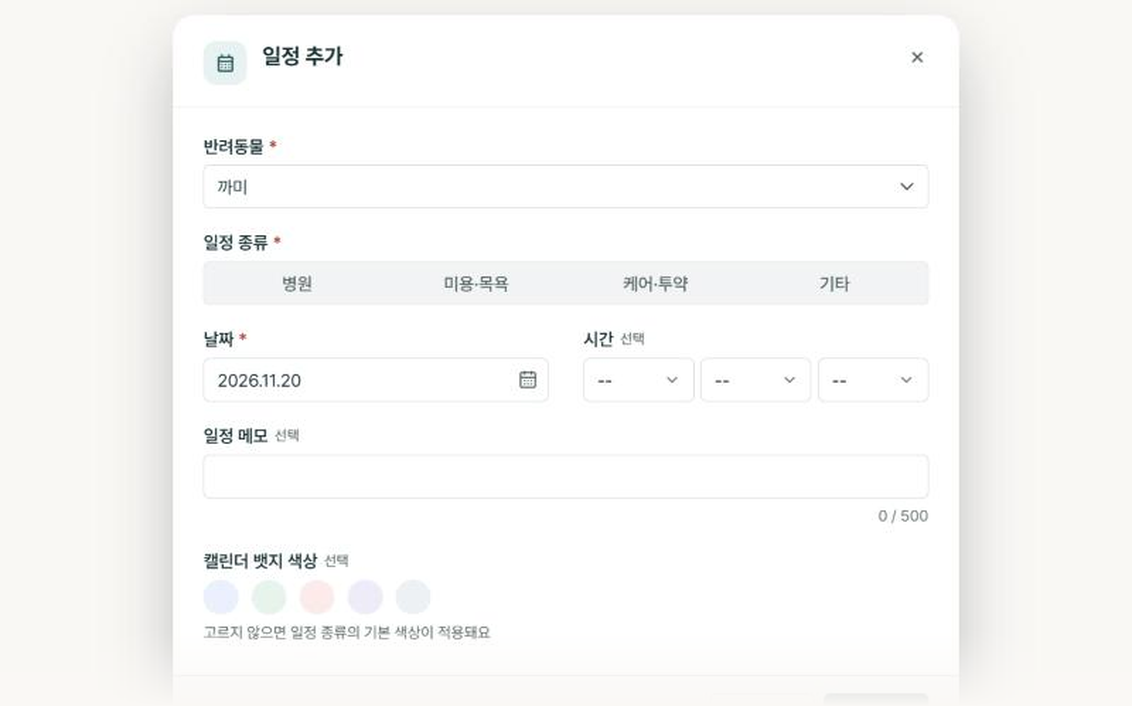 일정 추가
반려동물 *
까미
일정 종류 *
병원 미용·목욕 케어·투약 기타
날짜 * 시간 선택
2026.11.20 -- -- --
일정 메모 선택
0 / 500
캘린더 뱃지 색상 선택
고르지 않으면 일정 종류의 기본 색상이 적용돼요